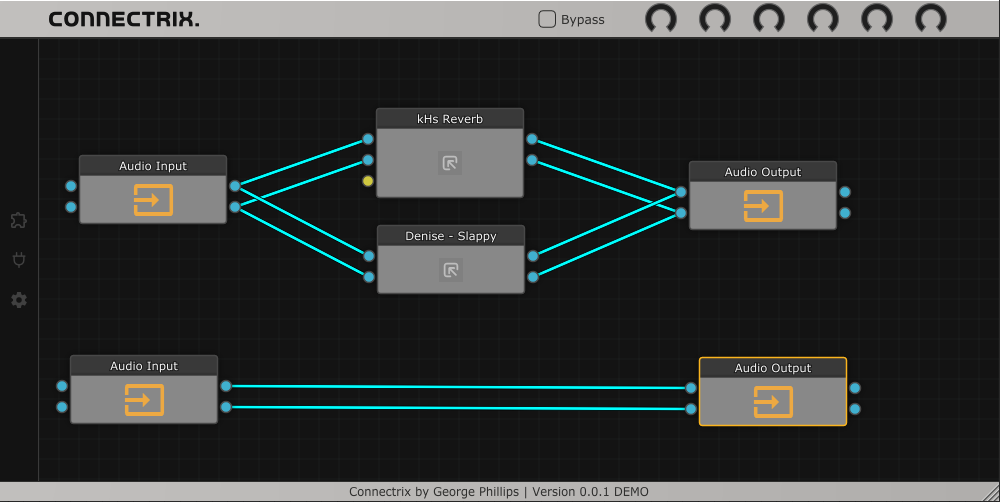 CONNECTRIX.
Bypass
kHs Reverb
Audio Input
Audio Output
Denise - Slappy
Audio Input
Audio Output
Connectrix by George Phillips | Version 0.0.1 DEMO